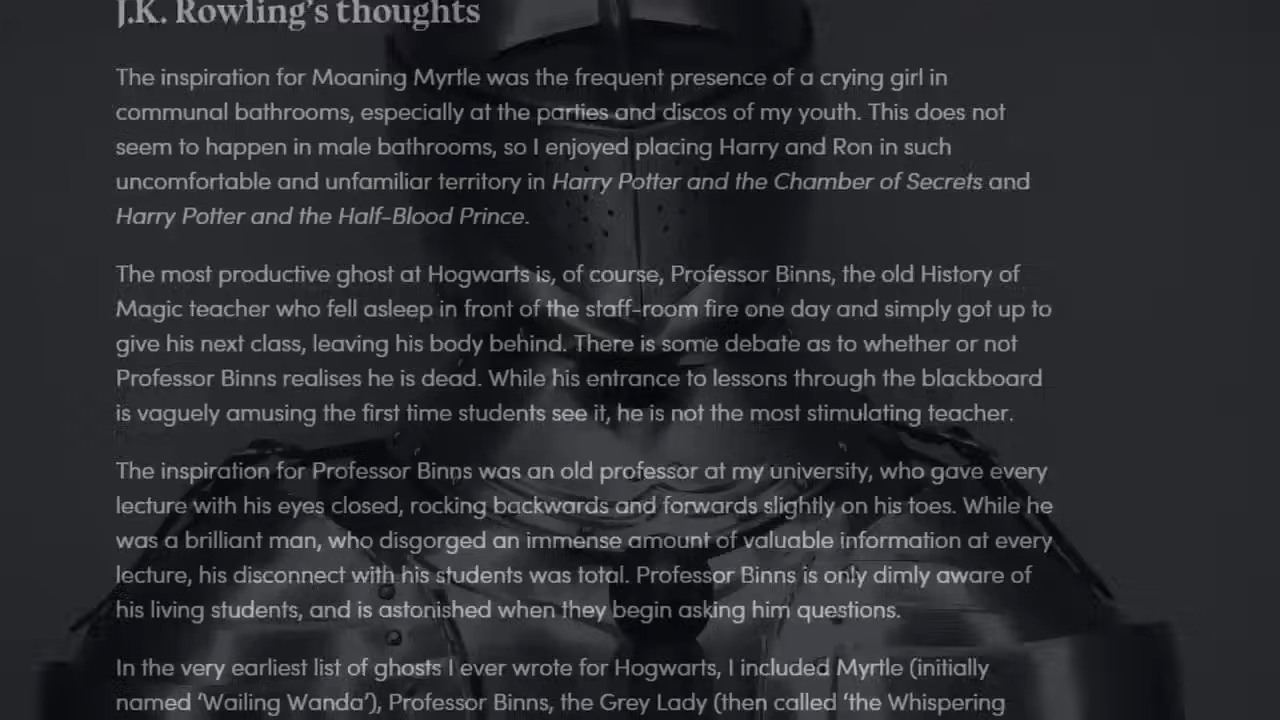 J.K. Rowling's thoughts
The inspiration for Moaning Myrtle was the frequent presence of a crying girl in
communal bathrooms, especially at the parties and discos of my youth. This does not
seem to happen in male bathrooms, so I enjoyed placing Harry and Ron in such
uncomfortable and unfamiliar territory in Harry Potter and the Chamber of Secrets and
Harry Potter and the Half-Blood Prince.
The most productive ghost at Hogwarts is, of course, Professor Binns, the old History of
Magic teacher who fell asleep in front of the staff-room fire one day and simply got up to
give his next class, leaving his body behind. There is some debate as to whether or not
Professor Binns realises he is dead. While his entrance to lessons through the blackboard
is vaguely amusing the first time students see it, he is not the most stimulating teacher.
The inspiration for Professor Binns was an old professor at my university, who gave every
lecture with his eyes closed, rocking backwards and forwards slightly on his toes. While he
was a brilliant man, who disgorged an immense amount of valuable information at every
lecture, his disconnect with his students was total. Professor Binns is only dimly aware of
his living students, and is astonished when they begin asking him questions.
In the very earliest list of ghosts I ever wrote for Hogwarts, I included Myrtle (initially
named ‘Wailing Wanda’), Professor Binns, the Grey Lady (then called ‘the Whispering